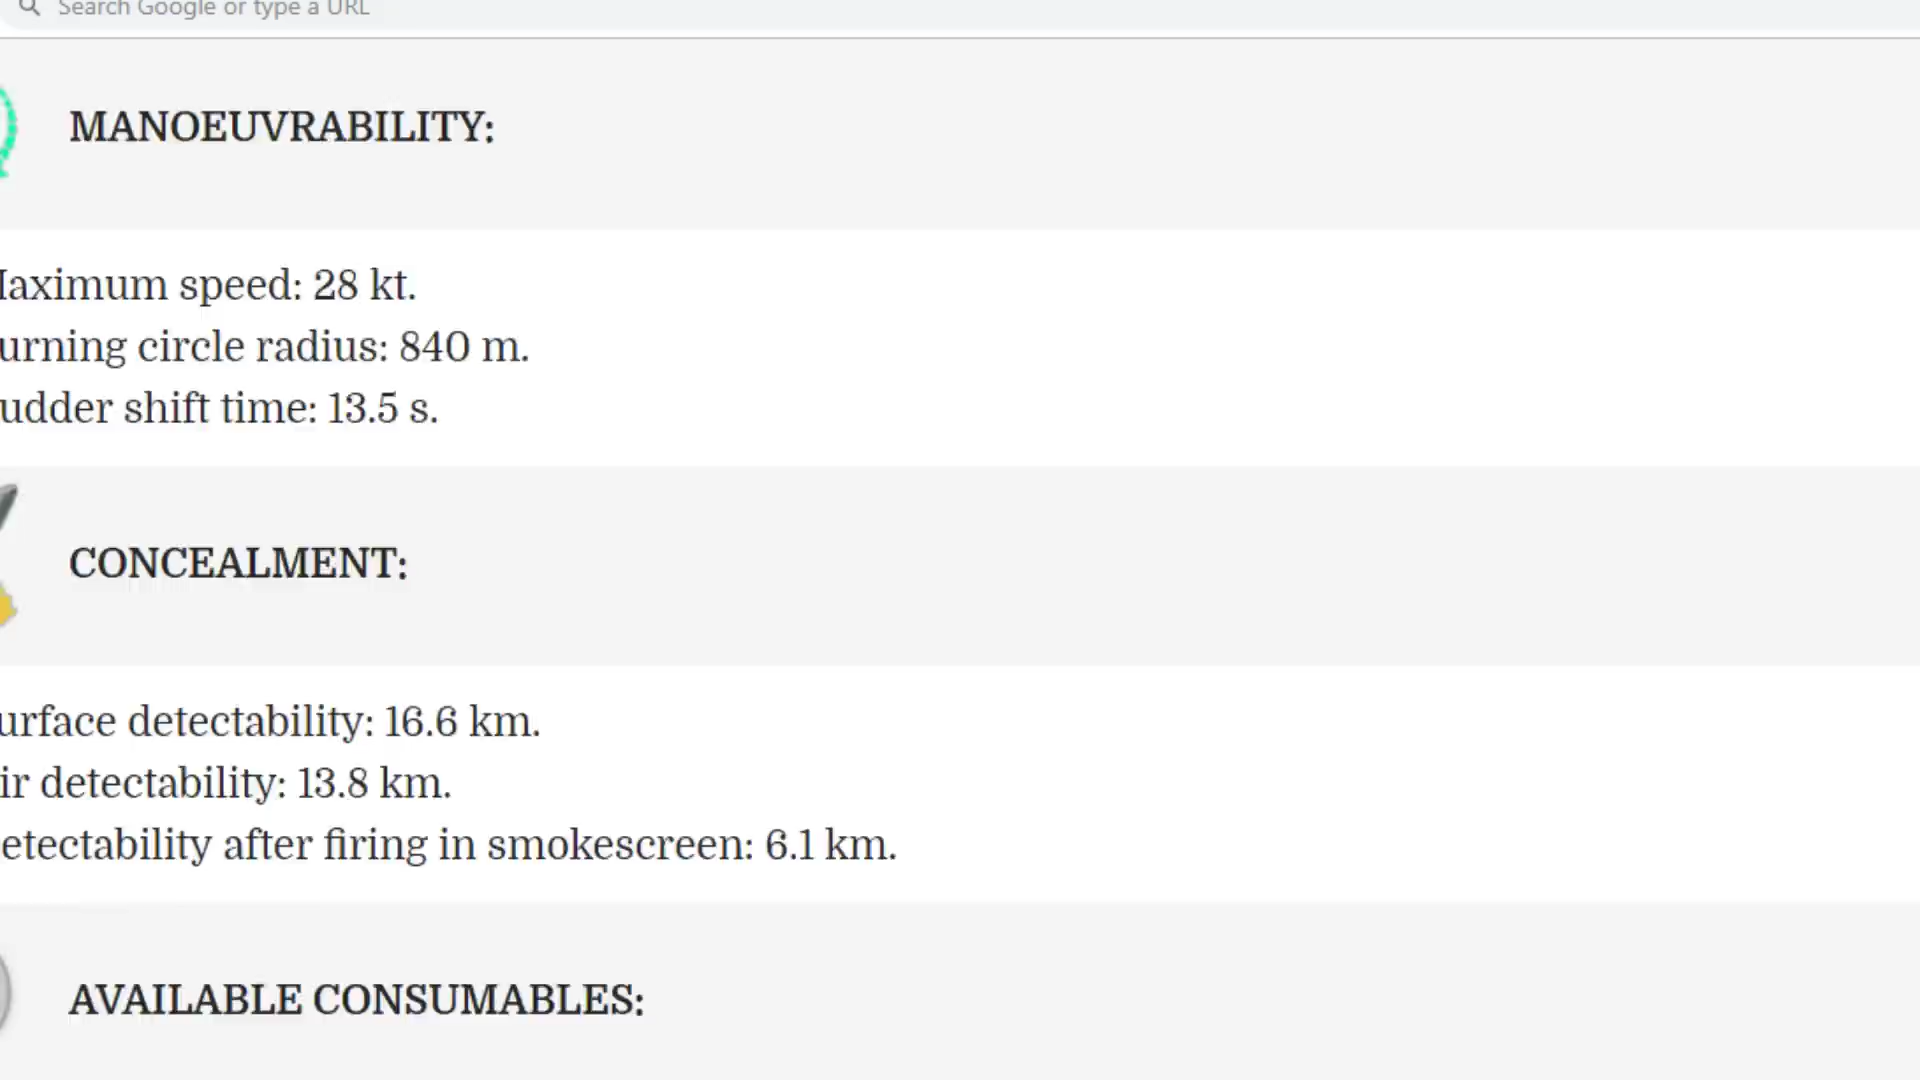 Search Google or type a URL
MANOEUVRABILITY:
aximum speed: 28 kt.
urning circle radius: 840 m.
udder shift time: 13.5 s.
CONCEALMENT:
urface detectability: 16.6 km.
ir detectability: 13.8 km.
etectability after firing in smokescreen: 6.1 km.
AVAILABLE CONSUMABLES: